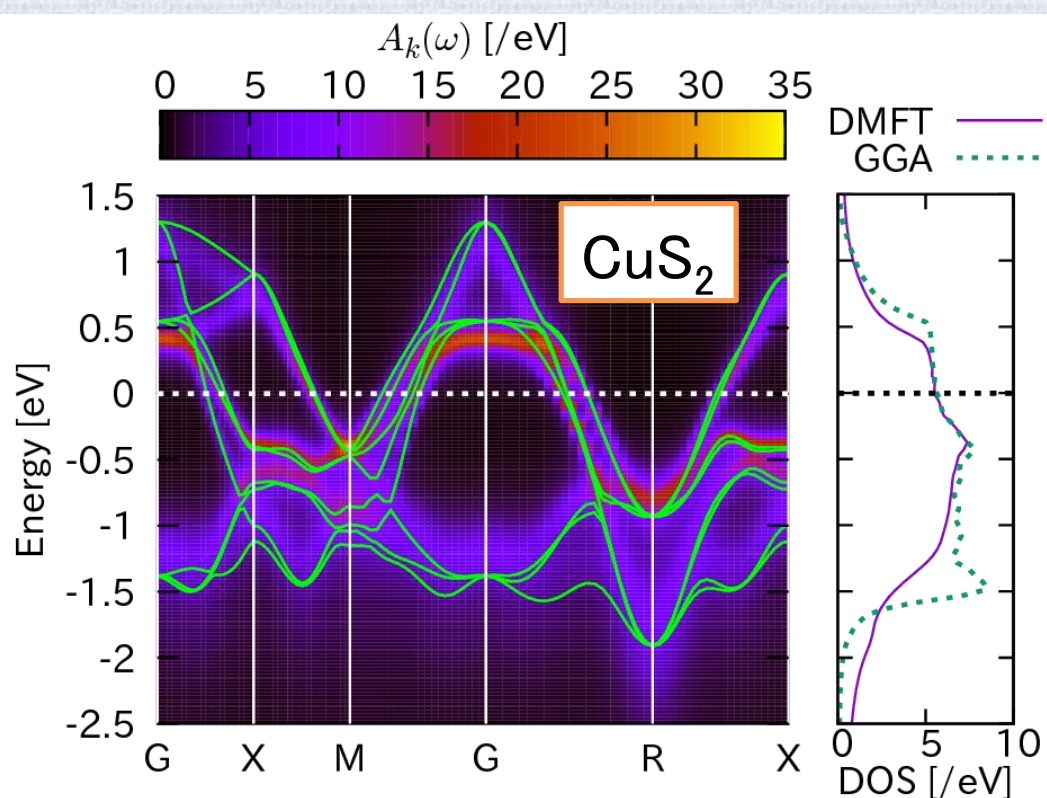 A_k(ω) [/eV]
0 5 10 15 20 25 30 35
DMFT
GGA
CuS₂
Energy [eV]
1.5
1
0.5
0
-0.5
-1
-1.5
-2
-2.5
G X M G R X
0 5 10
DOS [/eV]